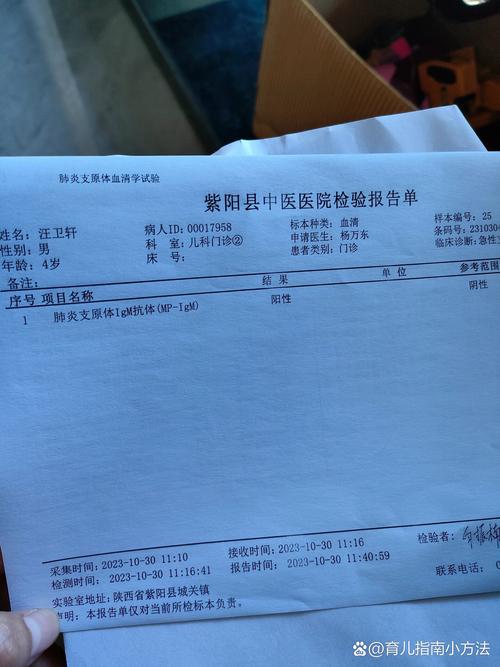 肺炎支原体血清学试验
紫阳县中医医院检验报告单
姓名：汪卫轩 病人ID：00017958 标本种类：血清 样本编号：25
性别：男 科 室：儿科门诊② 申请医生：杨万东 条码号：231030
年龄：4岁 床 号： 患者类别：门诊 临床诊断：急性
备注：
序号 项目名称 结 果 单 位 参考范围
1 肺炎支原体IgM抗体(MP-IgM) 阳性 阴性
采集时间：2023-10-30 11:10 接收时间：2023-10-30 11:16 检验者：
检测时间：2023-10-30 11:16:41 报告时间：2023-10-30 11:40:59 联系电话：
实验室地址：陕西省紫阳县城关镇
声明：本报告单仅对当前所检标本负责。
育儿指南小方法